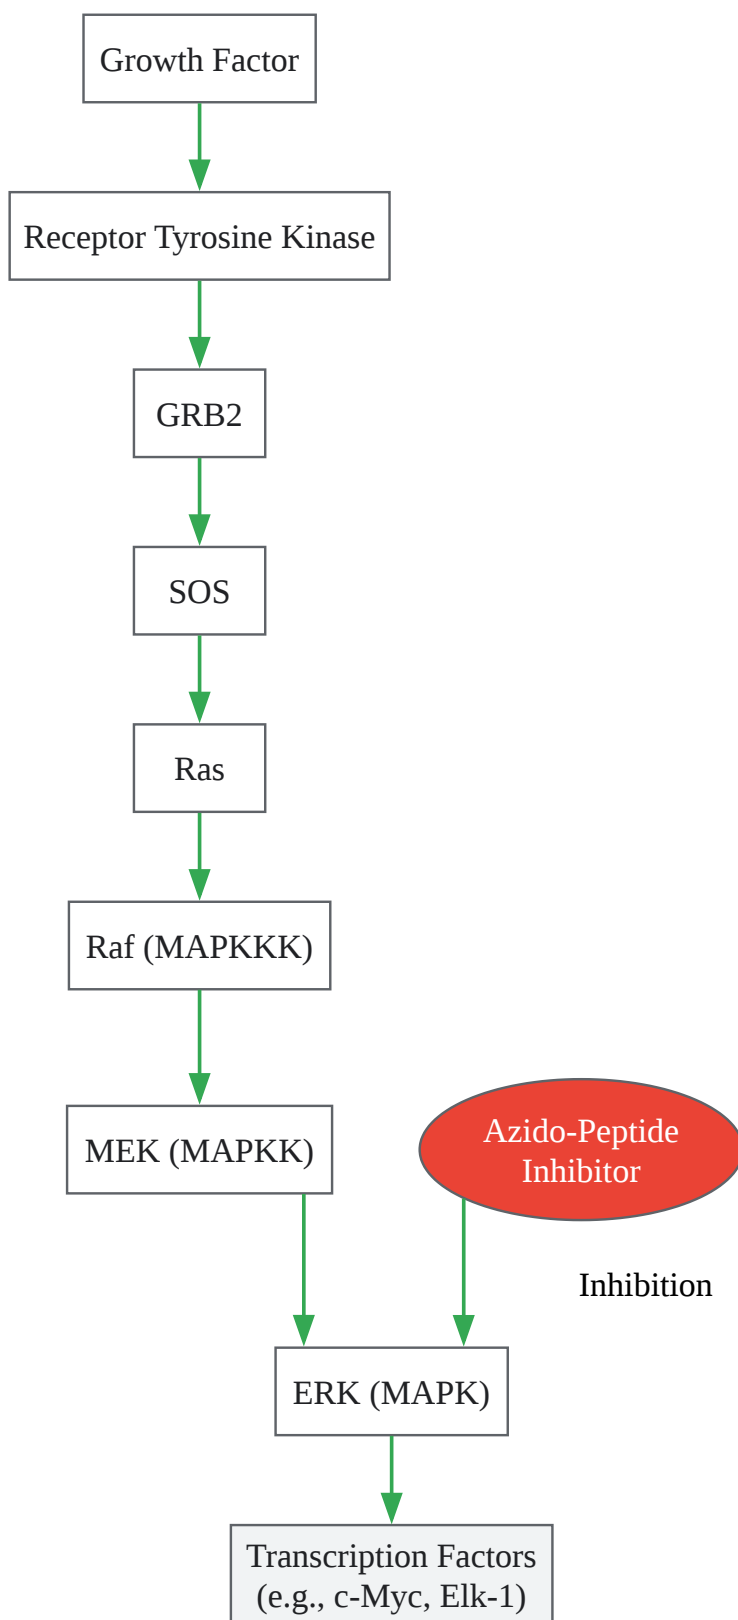 Growth Factor
Receptor Tyrosine Kinase
GRB2
SOS
Ras
Raf (MAPKKK)
MEK (MAPKK)
Azido-Peptide
Inhibitor
Inhibition
ERK (MAPK)
Transcription Factors
(e.g., c-Myc, Elk-1)